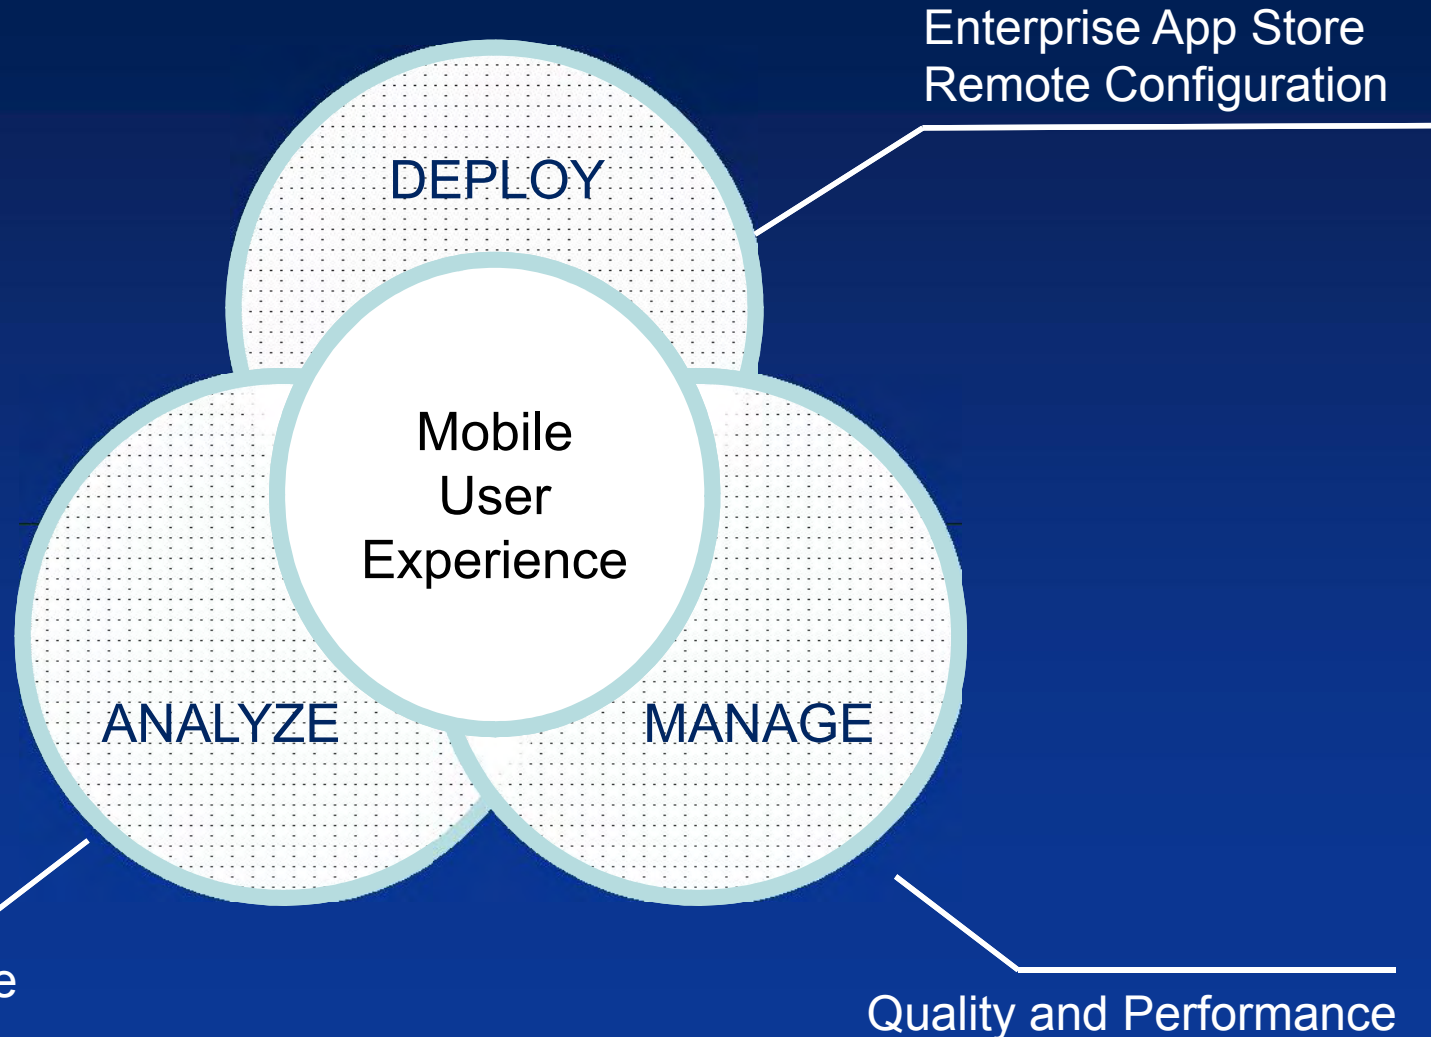 Enterprise App Store
Remote Configuration
DEPLOY
Mobile
User
Experience
ANALYZE
MANAGE
Quality and Performance